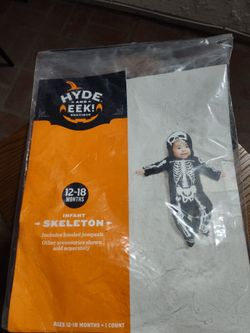 HYDE
AND
EEK!
BOUTIQUE
12-18
MONTHS
INFANT
SKELETON
Includes hooded jumpsuit
Other accessories shown
sold separately
AGES 12-18 MONTHS • 1 COUNT